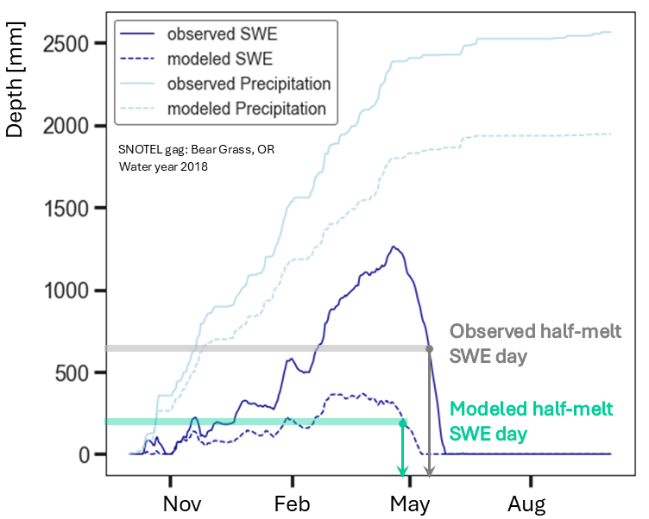 Depth [mm]
2500
2000
1500
1000
500
0
observed SWE
modeled SWE
observed Precipitation
modeled Precipitation
SNOTEL gag: Bear Grass, OR
Water year 2018
Observed half-melt
SWE day
Modeled half-melt
SWE day
Nov
Feb
May
Aug